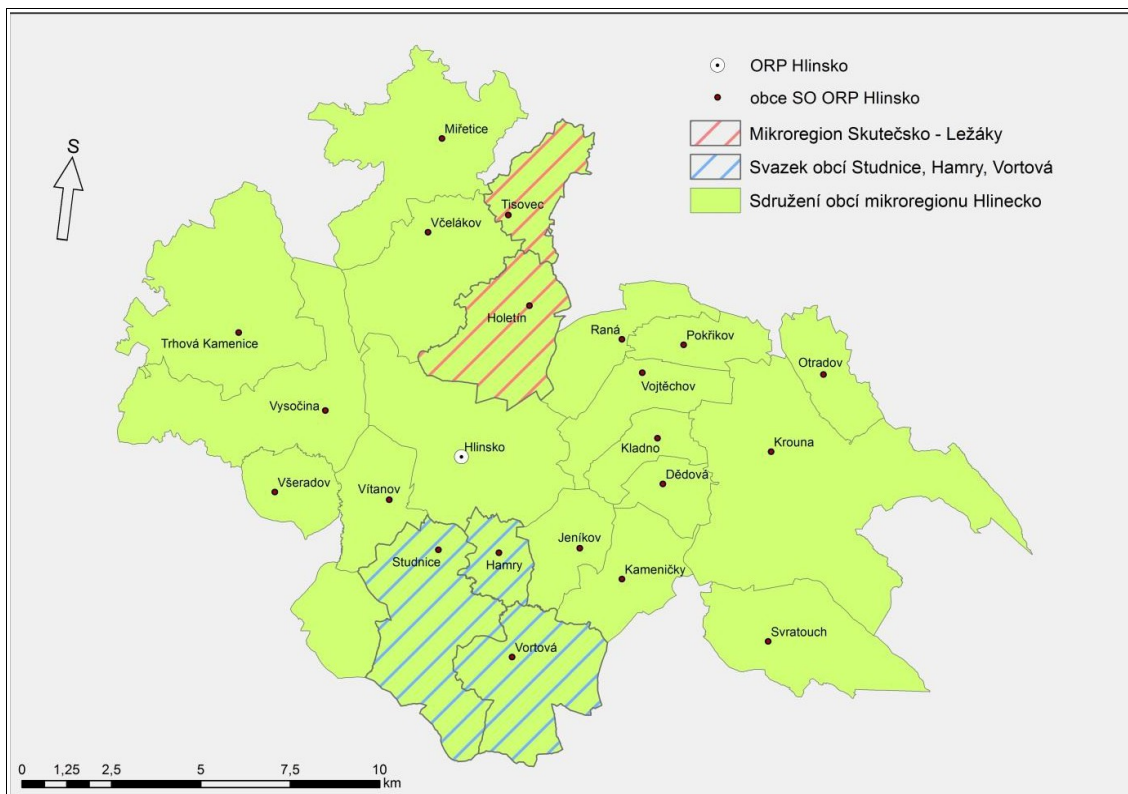 ORP Hlinsko
obce SO ORP Hlinsko
Mikroregion Skutečsko - Ležáky
Svazek obcí Studnice, Hamry, Vortová
Sdružení obcí mikroregionu Hlinecko
S
Miřetice
Tisovec
Včelákov
Holetín
Trhová Kamenice
Raná
Pokřikov
Otradov
Vojtěchov
Vysočina
Kladno
Krouna
Hlinsko
Dědová
Všeradov
Vítanov
Jeníkov
Studnice
Hamry
Kameničky
Svratouch
Vortová
0 1,25 2,5 5 7,5 10
km